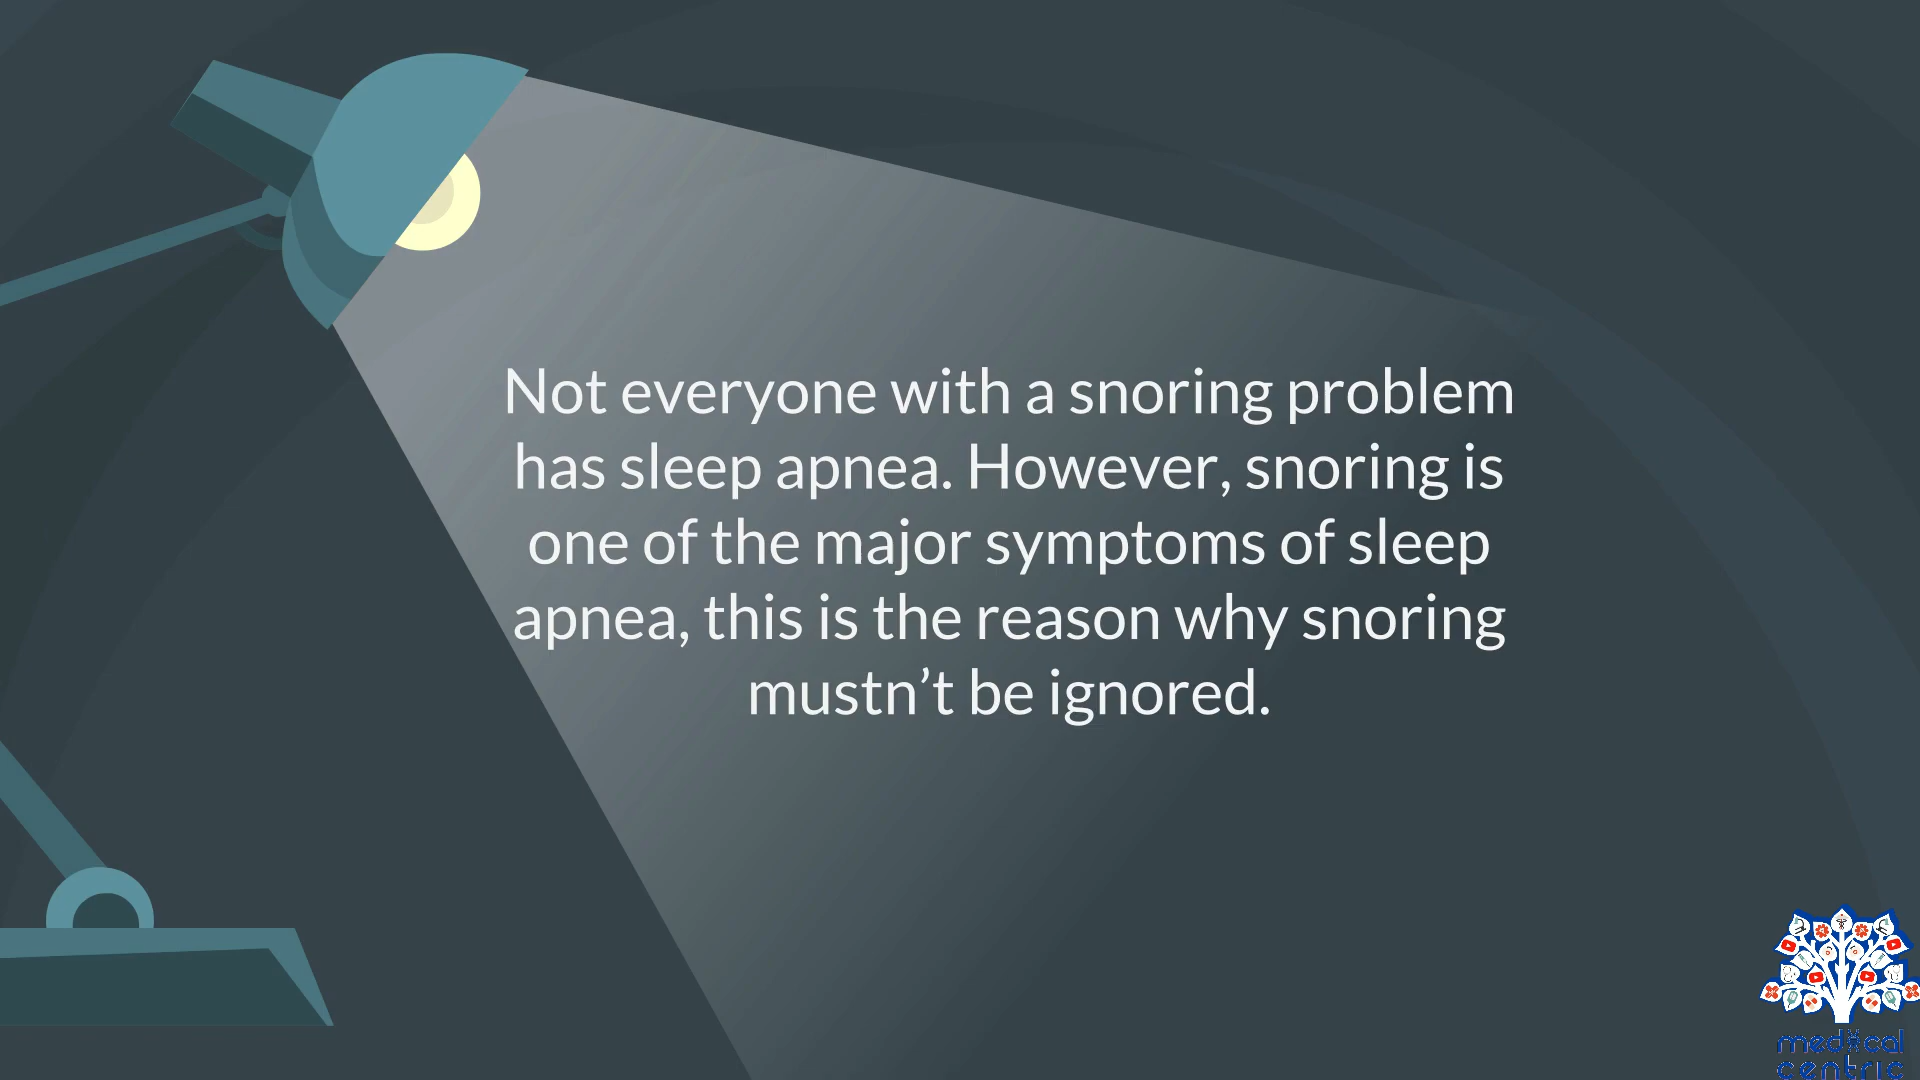 Not everyone with a snoring problem
has sleep apnea. However, snoring is
one of the major symptoms of sleep
apnea, this is the reason why snoring
mustn’t be ignored.
medical
centric